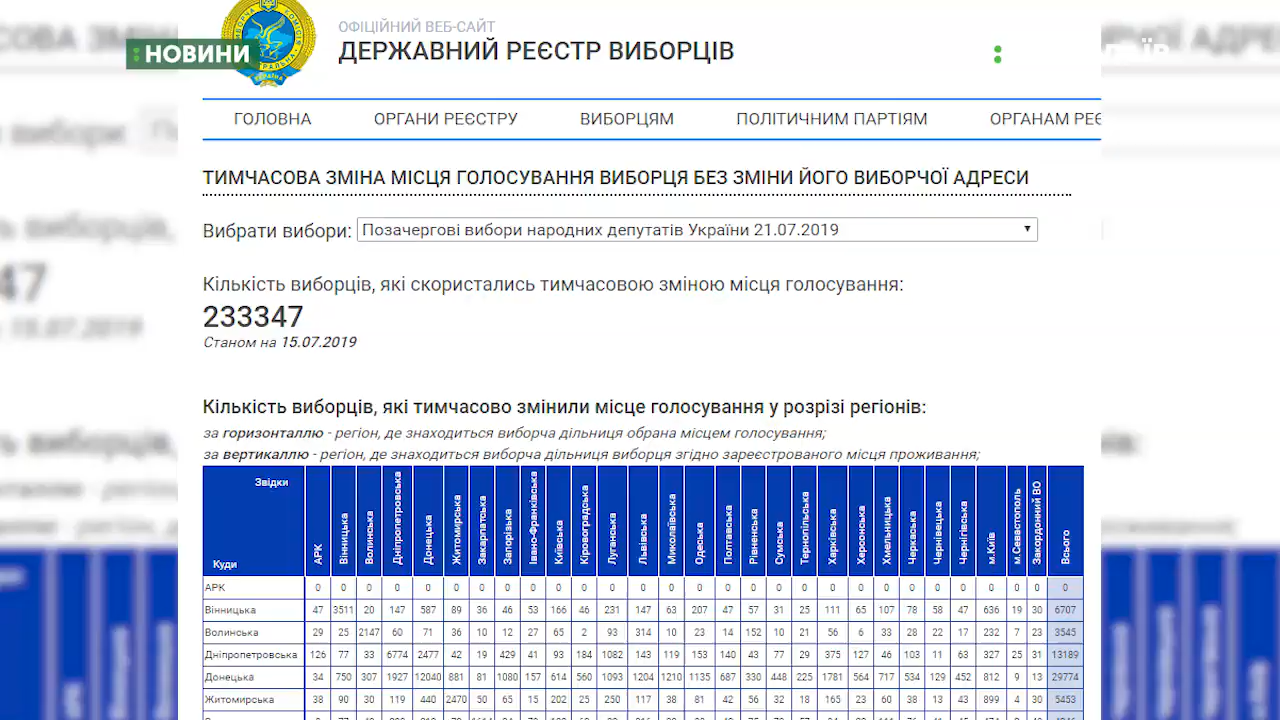 НОВИНИ
ОФІЦІЙНИЙ ВЕБ-САЙТ
ДЕРЖАВНИЙ РЕЄСТР ВИБОРЦІВ
ГОЛОВНА ОРГАНИ РЕЄСТРУ ВИБОРЦЯМ ПОЛІТИЧНИМ ПАРТІЯМ ОРГАНАМ РЕЄ
ТИМЧАСОВА ЗМІНА МІСЦЯ ГОЛОСУВАННЯ ВИБОРЦЯ БЕЗ ЗМІНИ ЙОГО ВИБОРЧОЇ АДРЕСИ
Вибрати вибори: Позачергові вибори народних депутатів України 21.07.2019
Кількість виборців, які скористались тимчасовою зміною місця голосування:
233347
Станом на 15.07.2019
Кількість виборців, які тимчасово змінили місце голосування у розрізі регіонів:
за горизонталлю - регіон, де знаходиться виборча дільниця обрана місцем голосування;
за вертикаллю - регіон, де знаходиться виборча дільниця виборця згідно зареєстрованого місця проживання;
Звідки
Куди АРК Вінницька Волинська Дніпропетровська Донецька Житомирська Закарпатська Запорізька Івано-Франківська Київська Кіровоградська Луганська Львівська Миколаївська Одеська Полтавська Рівненська Сумська Тернопільська Харківська Херсонська Хмельницька Черкаська Чернівецька Чернігівська м.Київ м.Севастополь Закордонний ВО Всього
АРК 0 0 0 0 0 0 0 0 0 0 0 0 0 0 0 0 0 0 0 0 0 0 0 0 0 0 0 0 0
Вінницька 47 3511 20 147 587 89 36 46 53 166 46 231 147 63 207 47 57 31 25 111 65 107 78 58 47 636 19 30 6707
Волинська 29 25 2147 60 71 36 10 12 27 65 2 93 314 10 23 14 152 10 21 56 6 33 28 22 17 232 7 23 3545
Дніпропетровська 126 77 33 6774 2477 42 19 429 41 93 184 1082 143 119 153 140 43 77 29 375 127 46 103 11 63 327 25 31 13189
Донецька 34 750 307 1927 12040 881 81 1080 157 614 560 1093 1204 1210 1135 687 330 448 225 1781 564 717 534 129 452 812 9 13 29774
Житомирська 38 90 30 119 440 2470 50 65 15 202 25 250 117 38 81 42 56 32 18 165 23 60 38 13 43 899 4 30 5453